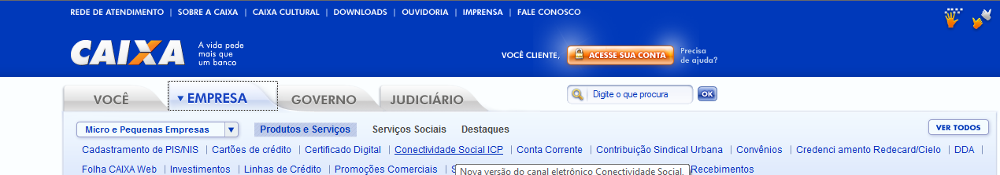 REDE DE ATENDIMENTO | SOBRE A CAIXA | CAIXA CULTURAL | DOWNLOADS | OUVIDORIA | IMPRENSA | FALE CONOSCO
CAIXA
A vida pede
mais que
um banco
VOCÊ CLIENTE,
ACESSE SUA CONTA
Precisa
de ajuda?
VOCÊ
EMPRESA
GOVERNO
JUDICIÁRIO
Digite o que procura
OK
Micro e Pequenas Empresas
Produtos e Serviços
Serviços Sociais
Destaques
VER TODOS
Cadastramento de PIS/NIS | Cartões de crédito | Certificado Digital | Conectividade Social ICP | Conta Corrente | Contribuição Sindical Urbana | Convênios | Credenci amento Redecard/Cielo | DDA |
Folha CAIXA Web | Investimentos | Linhas de Crédito | Promoções Comerciais | Recebimentos
Nova versão do canal eletrônico Conectividade Social.